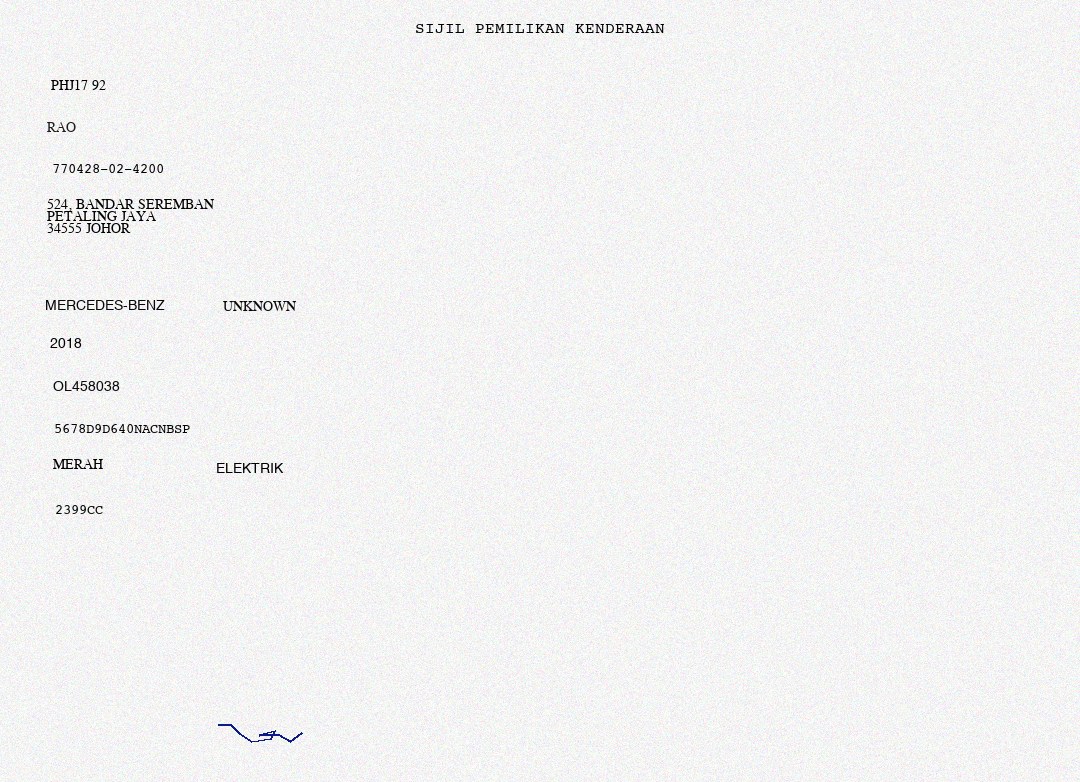 SIJIL PEMILIKAN KENDERAAN
PHJ17 92
RAO
770428-02-4200
524, BANDAR SEREMBAN
PETALING JAYA
34555 JOHOR
MERCEDES-BENZ UNKNOWN
2018
OL458038
5678D9D640NACNBSP
MERAH ELEKTRIK
2399CC